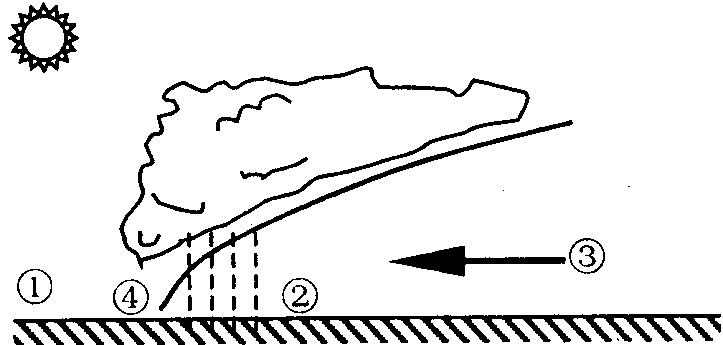 ③
① ④ ②